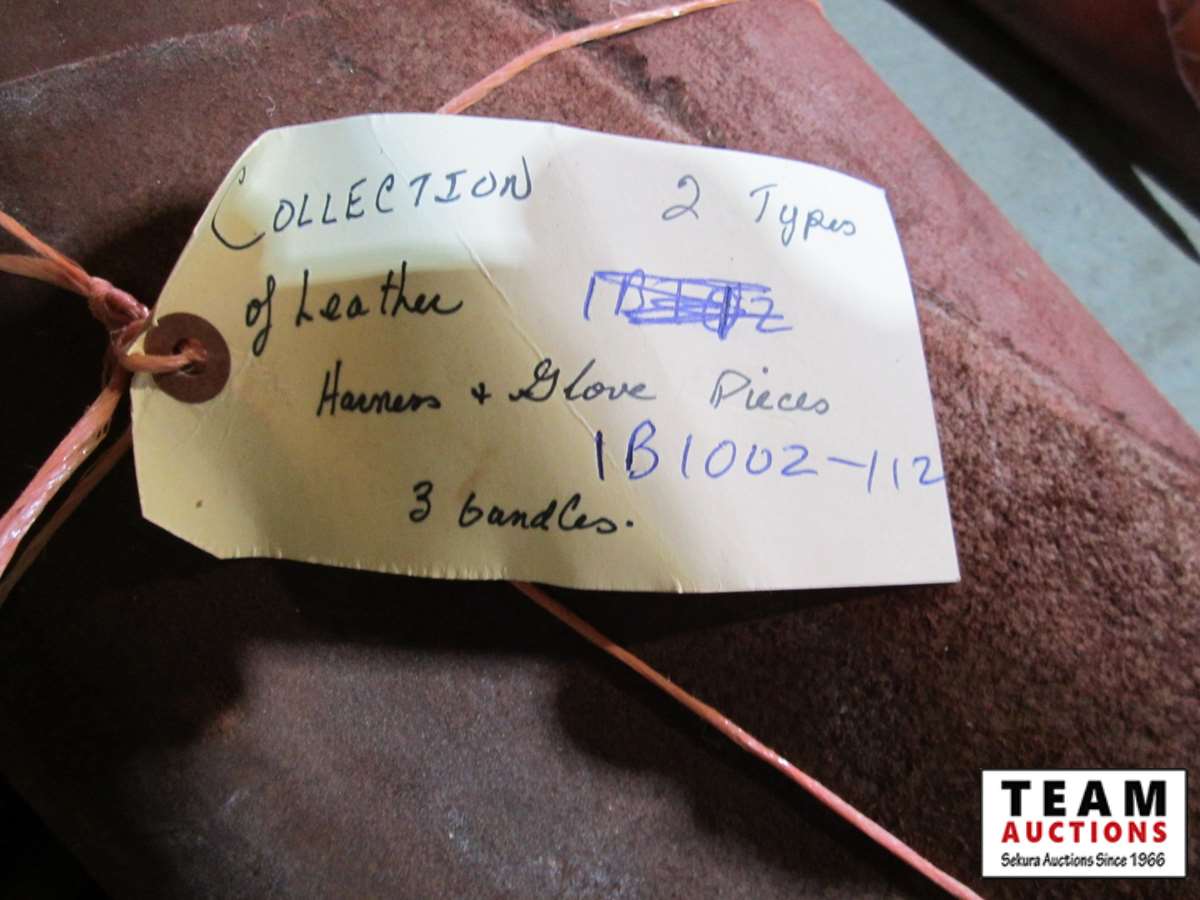 COLLECTION 2 Types
of Leather
Harness + Glove Pieces
1B1002-112
3 bandles.
TEAM
AUCTIONS
Sekura Auctions Since 1966